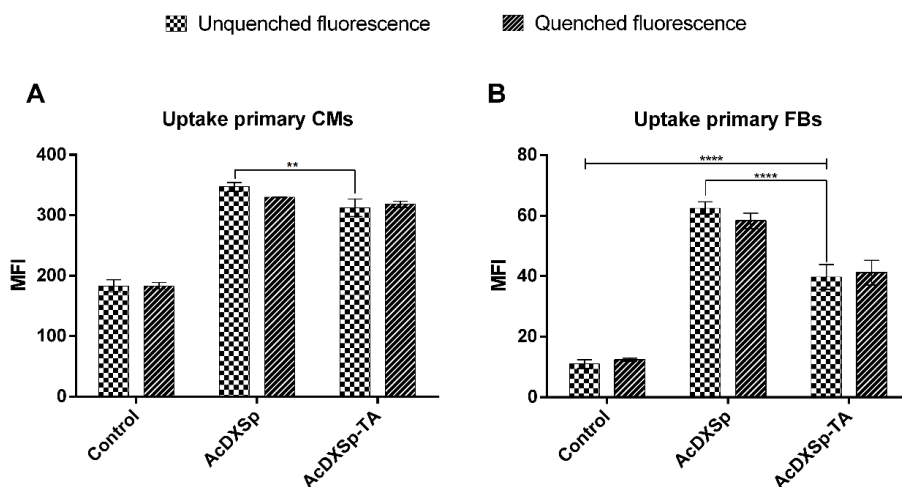 Unquenched fluorescence
Quenched fluorescence
A
Uptake primary CMs
400
300
200
100
0
MFI
**
Control
AcDXSp
AcDXSp-TA
B
Uptake primary FBs
80
60
40
20
0
MFI
****
****
Control
AcDXSp
AcDXSp-TA